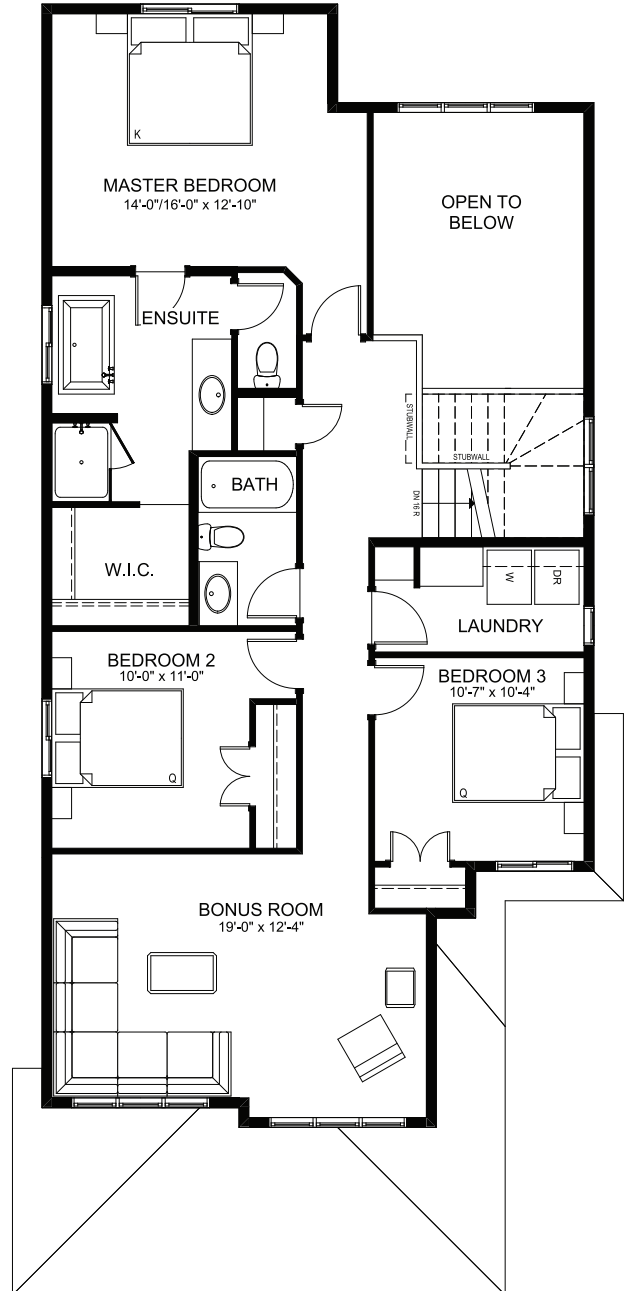 K
MASTER BEDROOM
14'-0"/16'-0" x 12'-10"
OPEN TO
BELOW
ENSUITE
STUBWALL
STUBWALL
BATH
DN 16 R
W.I.C.
W
DR
LAUNDRY
BEDROOM 2
10'-0" x 11'-0"
Q
BEDROOM 3
10'-7" x 10'-4"
Q
BONUS ROOM
19'-0" x 12'-4"